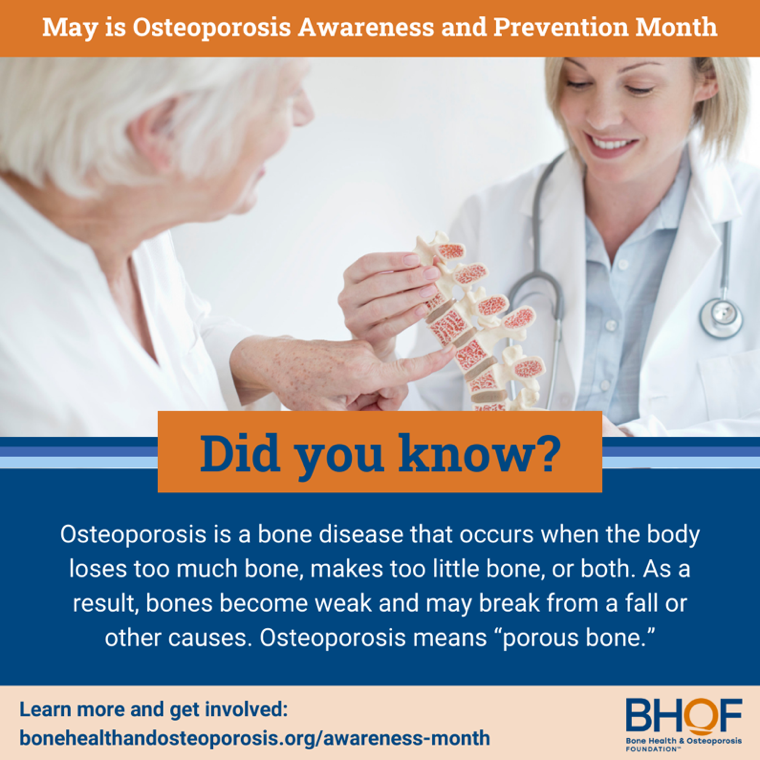 May is Osteoporosis Awareness and Prevention Month
Did you know?
Osteoporosis is a bone disease that occurs when the body
loses too much bone, makes too little bone, or both. As a
result, bones become weak and may break from a fall or
other causes. Osteoporosis means “porous bone.”
Learn more and get involved:
bonehealthandosteoporosis.org/awareness-month
BHOF
Bone Health & Osteoporosis
FOUNDATION™